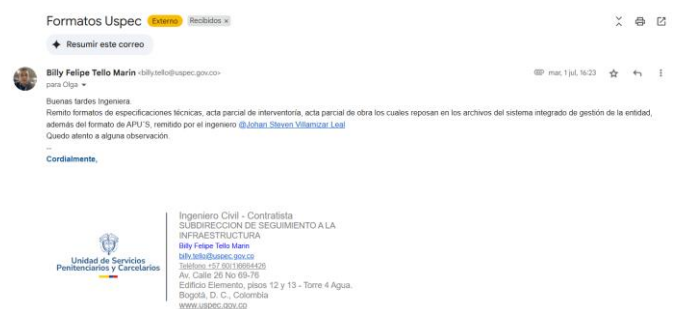 Formatos Uspec Externo Recibidos ×
Resumir este correo
Billy Felipe Tello Marin <billy.tello@uspec.gov.co>
mar, 1 jul, 16:23
para Olga
Buenas tardes Ingeniera
Remito formatos de especificaciones técnicas, acta parcial de interventoría, acta parcial de obra los cuales reposan en los archivos del sistema integrado de gestión de la entidad,
además del formato de APU´S, remitido por el ingeniero @Johan Steven Villamizar Leal
Quedo atento a alguna observación.
--
Cordialmente,
Unidad de Servicios
Penitenciarios y Carcelarios
Ingeniero Civil - Contratista
SUBDIRECCION DE SEGUIMIENTO A LA
INFRAESTRUCTURA
Billy Felipe Tello Marin
billy.tello@uspec.gov.co
Teléfono +57 60(1)8664426
Av. Calle 26 No 69-76
Edificio Elemento, pisos 12 y 13 - Torre 4 Agua.
Bogotá, D. C., Colombia
www.uspec.gov.co